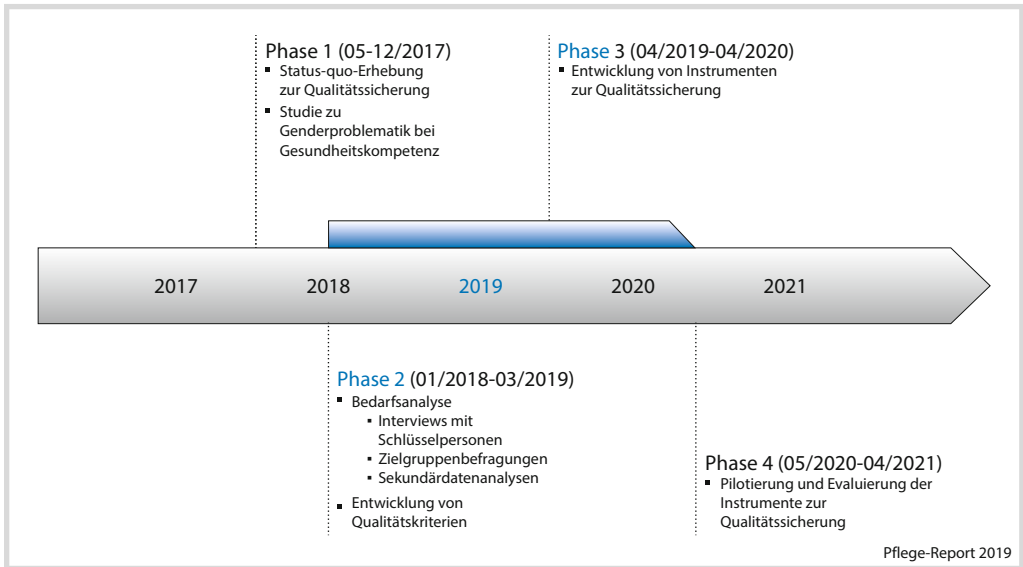 Phase 1 (05-12/2017)
▪ Status-quo-Erhebung
zur Qualitätssicherung
▪ Studie zu
Genderproblematik bei
Gesundheitskompetenz
Phase 3 (04/2019-04/2020)
▪ Entwicklung von Instrumenten
zur Qualitätssicherung
2017 2018 2019 2020 2021
Phase 2 (01/2018-03/2019)
▪ Bedarfsanalyse
▪ Interviews mit
Schlüsselpersonen
▪ Zielgruppenbefragungen
▪ Sekundärdatenanalysen
▪ Entwicklung von
Qualitätskriterien
Phase 4 (05/2020-04/2021)
▪ Pilotierung und Evaluierung der
Instrumente zur
Qualitätssicherung
Pflege-Report 2019